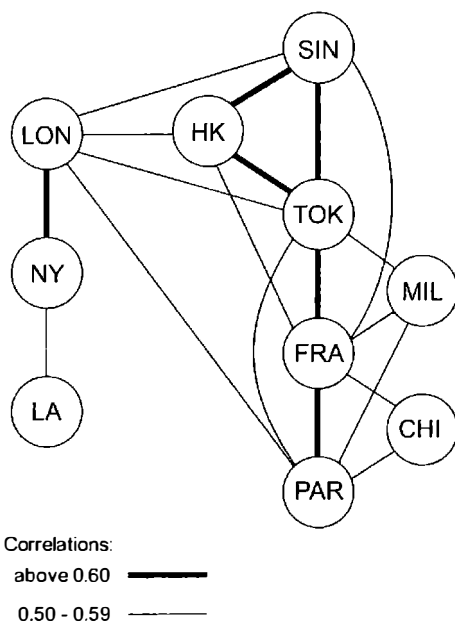 SIN
LON
HK
TOK
NY
MIL
FRA
LA
CHI
PAR
Correlations:
above 0.60
0.50 - 0.59